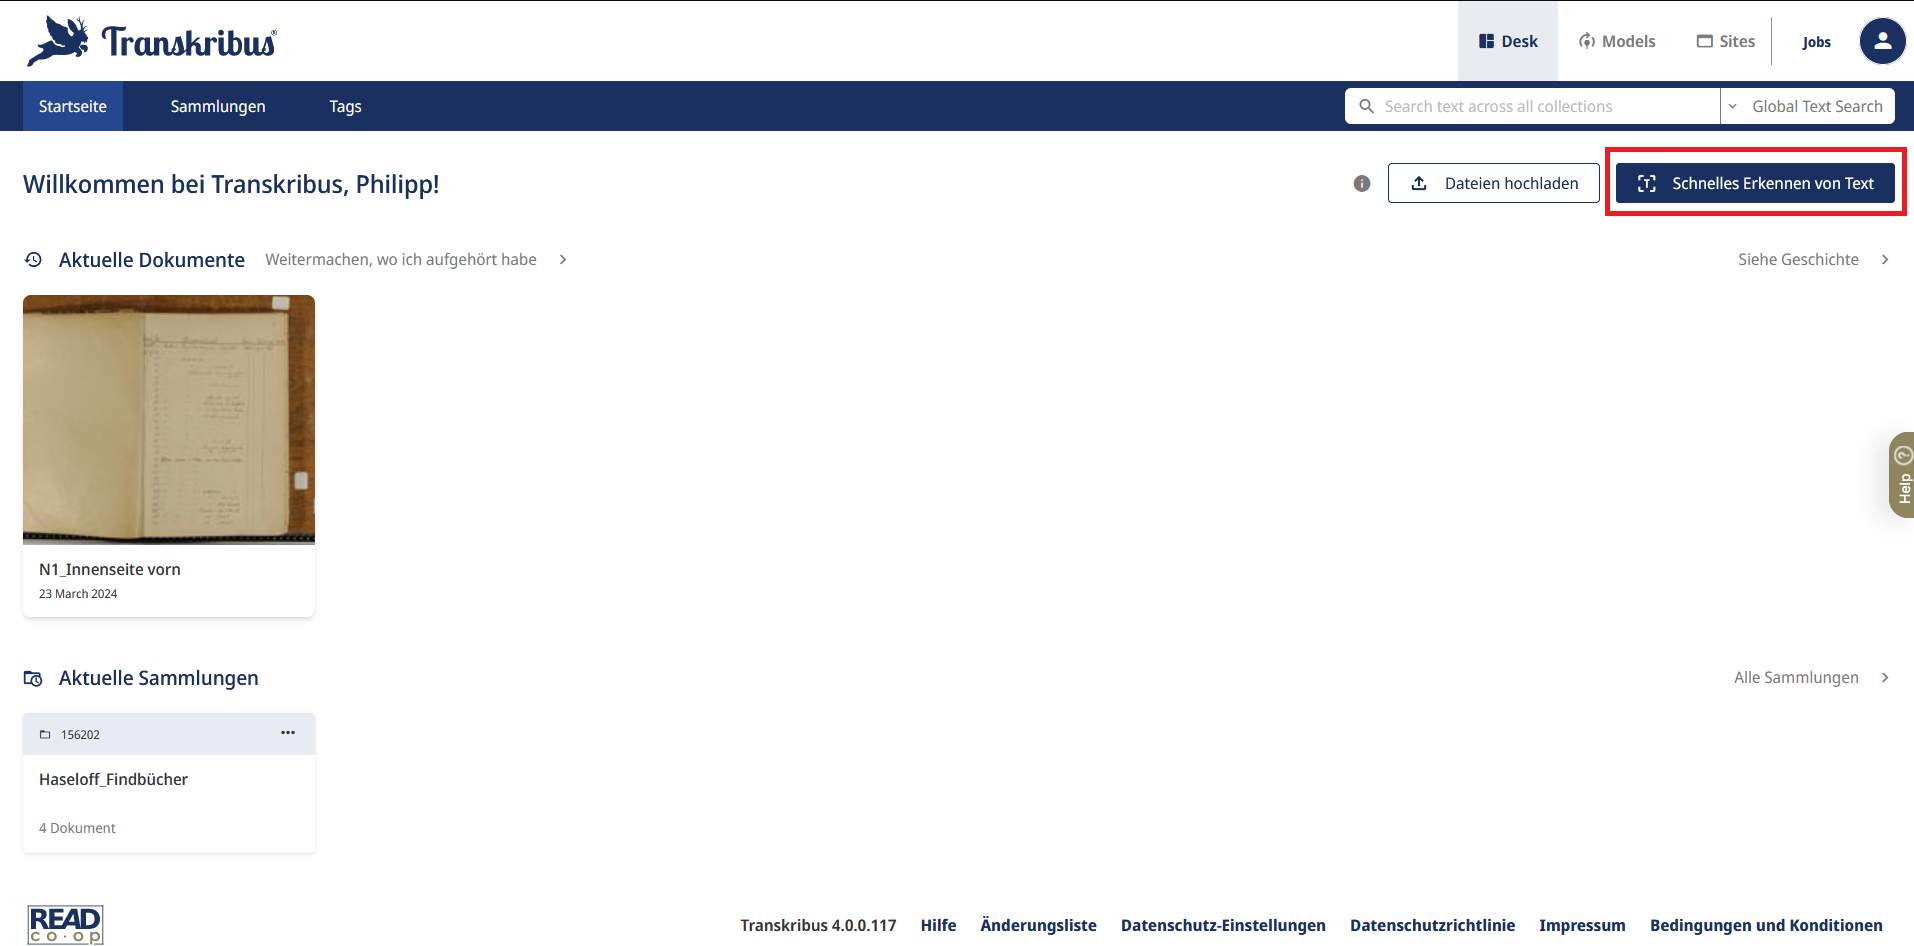 Transkribus®
Desk
Models
Sites
Jobs
Startseite
Sammlungen
Tags
Search text across all collections
Global Text Search
Willkommen bei Transkribus, Philipp!
Dateien hochladen
Schnelles Erkennen von Text
Aktuelle Dokumente
Weitermachen, wo ich aufgehört habe
Siehe Geschichte
N1_Innenseite vorn
23 March 2024
Help
Aktuelle Sammlungen
Alle Sammlungen
156202
Haseloff_Findbücher
4 Dokument
READ
co·op
Transkribus 4.0.0.117 Hilfe Änderungsliste Datenschutz-Einstellungen Datenschutzrichtlinie Impressum Bedingungen und Konditionen